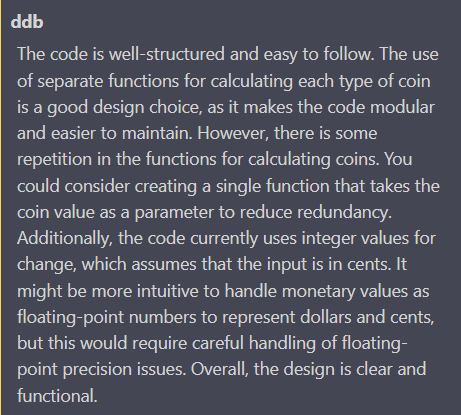 ddb
The code is well-structured and easy to follow. The use
of separate functions for calculating each type of coin
is a good design choice, as it makes the code modular
and easier to maintain. However, there is some
repetition in the functions for calculating coins. You
could consider creating a single function that takes the
coin value as a parameter to reduce redundancy.
Additionally, the code currently uses integer values for
change, which assumes that the input is in cents. It
might be more intuitive to handle monetary values as
floating-point numbers to represent dollars and cents,
but this would require careful handling of floating-
point precision issues. Overall, the design is clear and
functional.